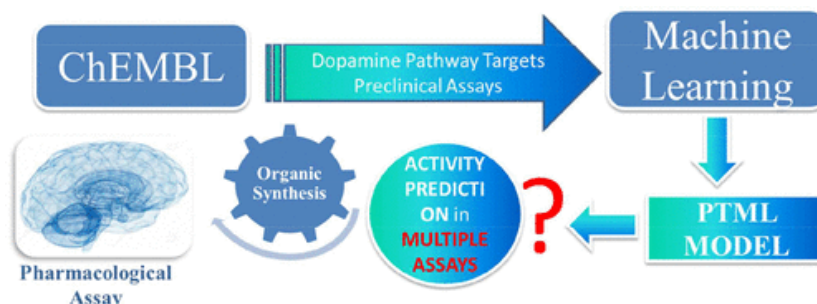 ChEMBL
Dopamine Pathway Targets
Preclinical Assays
Machine
Learning
Organic
Synthesis
ACTIVITY
PREDICTI
ON in
MULTIPLE
ASSAYS
?
PTML
MODEL
Pharmacological
Assay